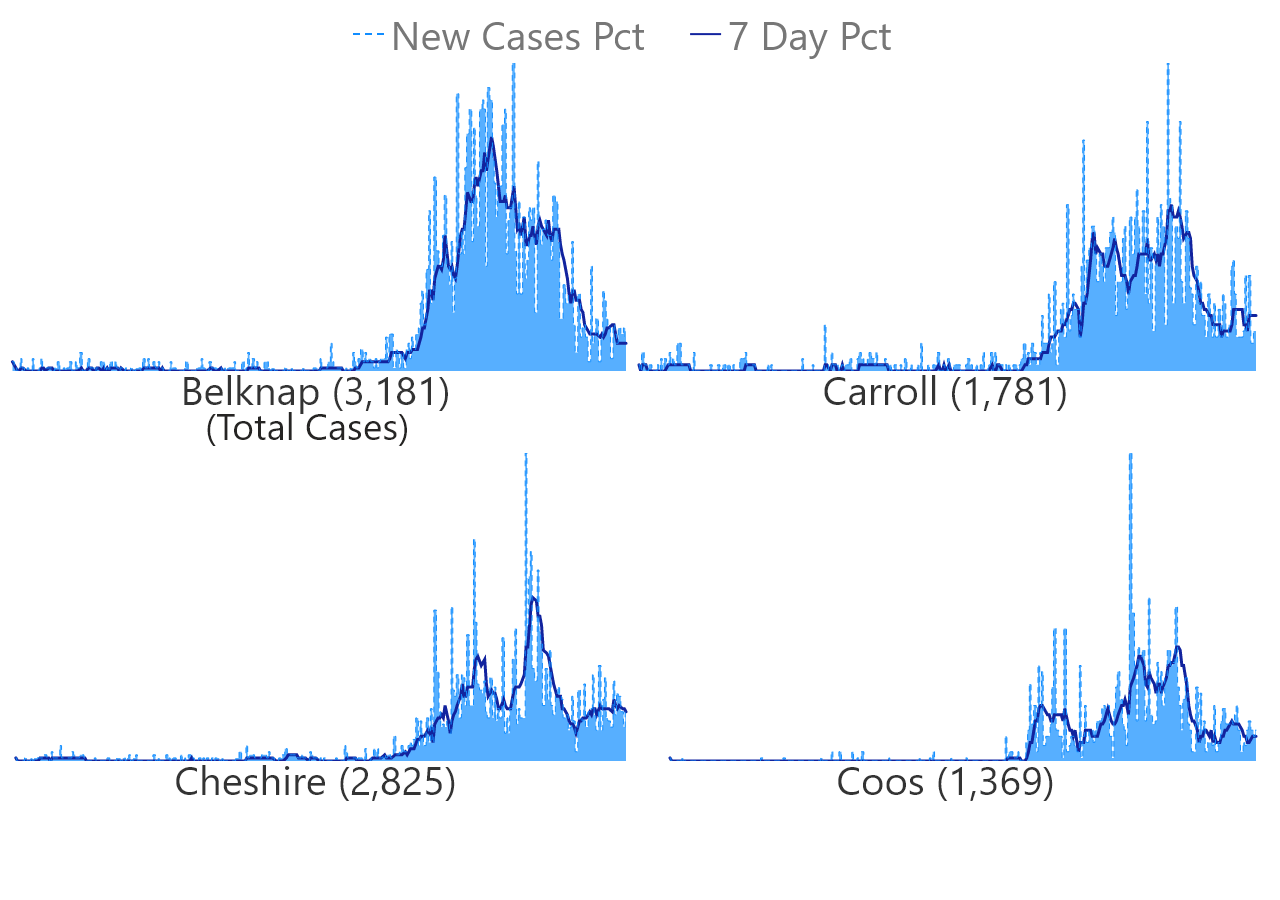 New Cases Pct 7 Day Pct
Belknap (3,181) Carroll (1,781)
(Total Cases)
Cheshire (2,825) Coos (1,369)